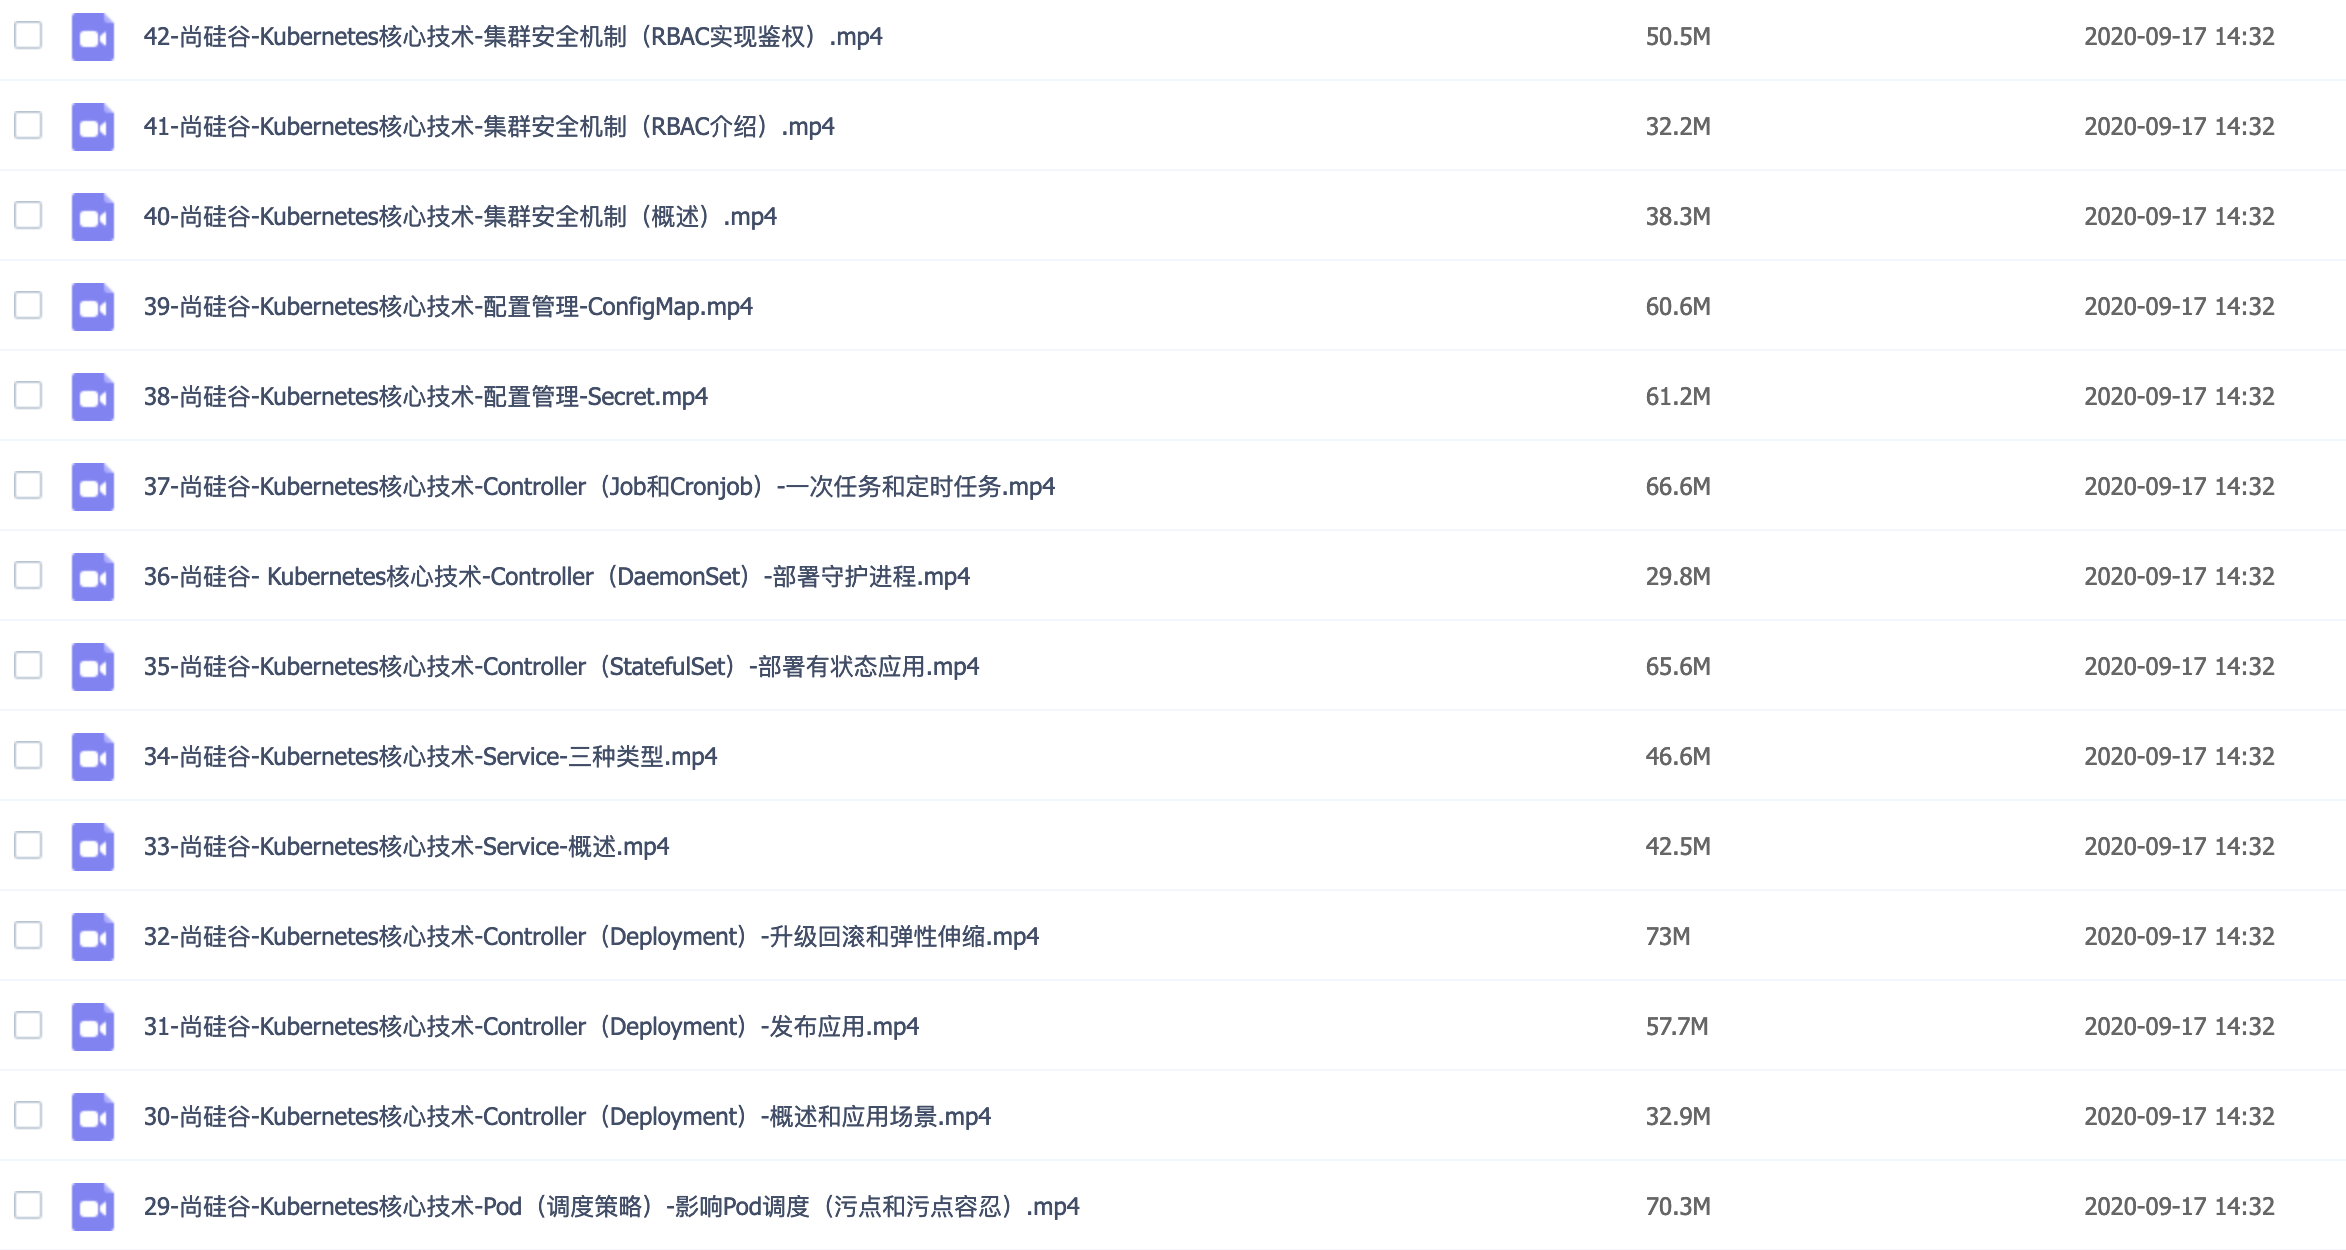 42-尚硅谷-Kubernetes核心技术-集群安全机制（RBAC实现鉴权）.mp4 50.5M 2020-09-17 14:32
41-尚硅谷-Kubernetes核心技术-集群安全机制（RBAC介绍）.mp4 32.2M 2020-09-17 14:32
40-尚硅谷-Kubernetes核心技术-集群安全机制（概述）.mp4 38.3M 2020-09-17 14:32
39-尚硅谷-Kubernetes核心技术-配置管理-ConfigMap.mp4 60.6M 2020-09-17 14:32
38-尚硅谷-Kubernetes核心技术-配置管理-Secret.mp4 61.2M 2020-09-17 14:32
37-尚硅谷-Kubernetes核心技术-Controller（Job和Cronjob）-一次任务和定时任务.mp4 66.6M 2020-09-17 14:32
36-尚硅谷- Kubernetes核心技术-Controller（DaemonSet）-部署守护进程.mp4 29.8M 2020-09-17 14:32
35-尚硅谷-Kubernetes核心技术-Controller（StatefulSet）-部署有状态应用.mp4 65.6M 2020-09-17 14:32
34-尚硅谷-Kubernetes核心技术-Service-三种类型.mp4 46.6M 2020-09-17 14:32
33-尚硅谷-Kubernetes核心技术-Service-概述.mp4 42.5M 2020-09-17 14:32
32-尚硅谷-Kubernetes核心技术-Controller（Deployment）-升级回滚和弹性伸缩.mp4 73M 2020-09-17 14:32
31-尚硅谷-Kubernetes核心技术-Controller（Deployment）-发布应用.mp4 57.7M 2020-09-17 14:32
30-尚硅谷-Kubernetes核心技术-Controller（Deployment）-概述和应用场景.mp4 32.9M 2020-09-17 14:32
29-尚硅谷-Kubernetes核心技术-Pod（调度策略）-影响Pod调度（污点和污点容忍）.mp4 70.3M 2020-09-17 14:32